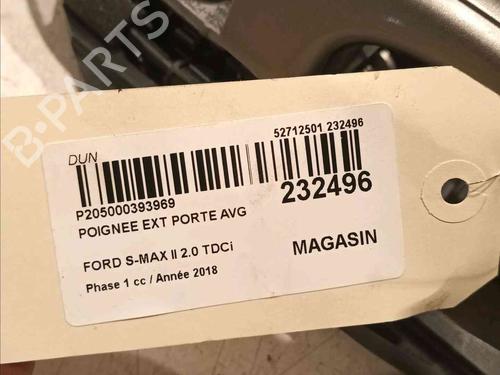 B-PARTS
DUN
52712501 232496
P205000393969
232496
POIGNEE EXT PORTE AVG
FORD S-MAX II 2.0 TDCi
MAGASIN
Phase 1 cc / Année 2018